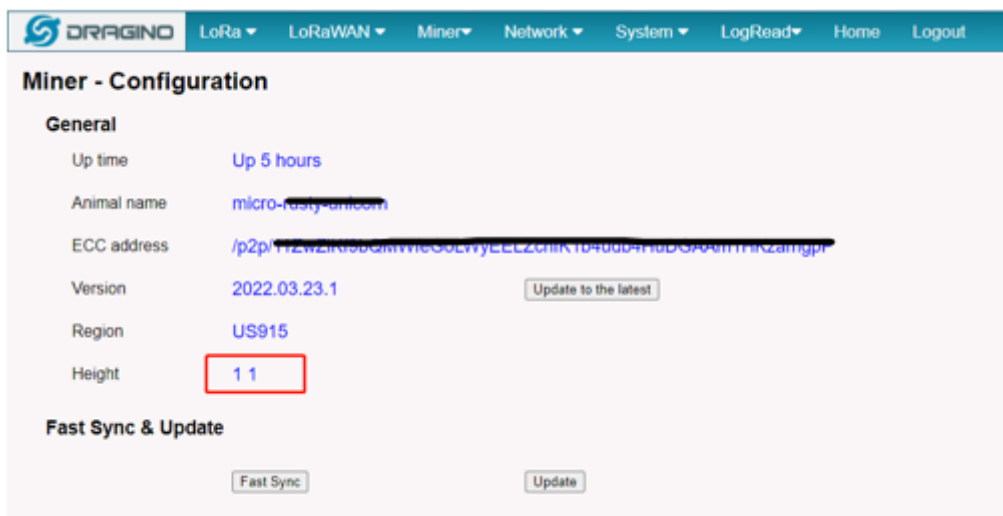 DRAGINO LoRa LoRaWAN Miner Network System LogRead Home Logout
Miner - Configuration
General
Up time Up 5 hours
Animal name micro-
ECC address /p2p/
Version 2022.03.23.1 Update to the latest
Region US915
Height 1 1
Fast Sync & Update
Fast Sync Update